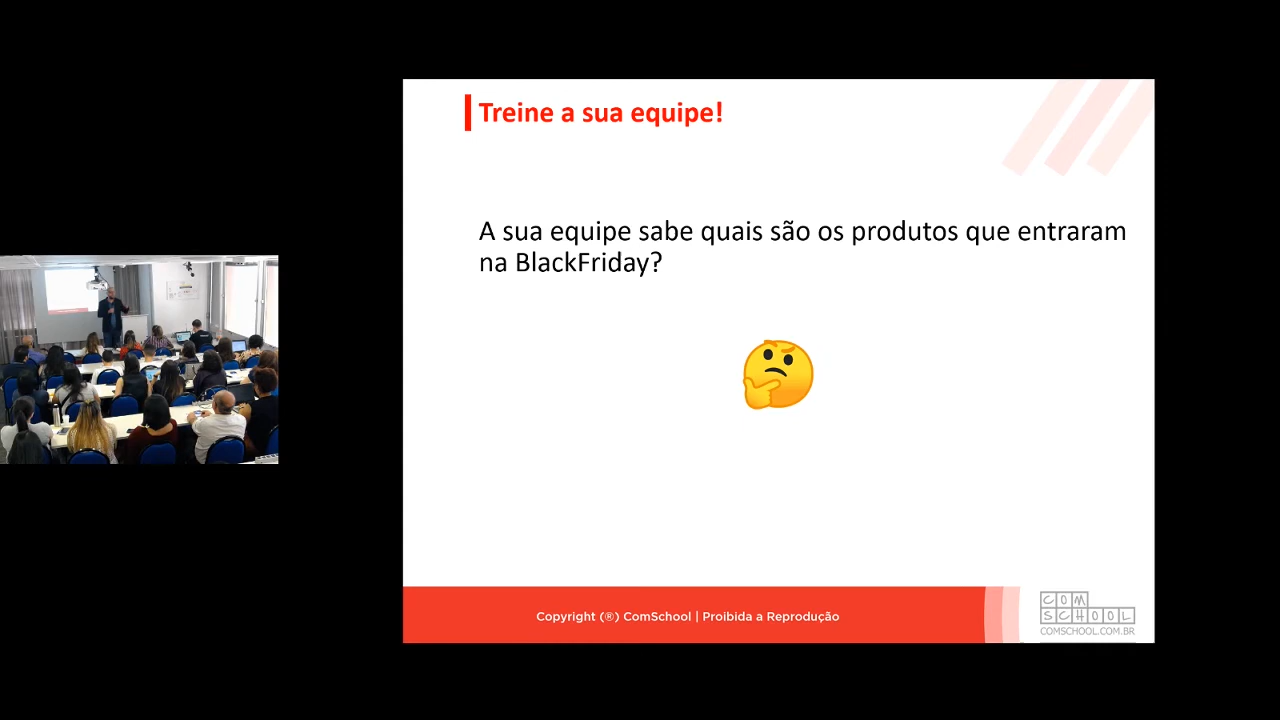 Treine a sua equipe!
A sua equipe sabe quais são os produtos que entraram
na BlackFriday?
Copyright (®) ComSchool | Proibida a Reprodução
COM
SCHOOL
COMSCHOOL.COM.BR